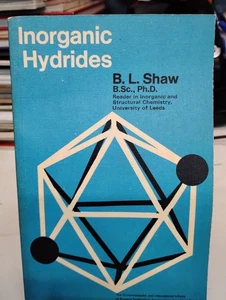 Inorganic
Hydrides
B. L. Shaw
B.Sc., Ph.D.
Reader in Inorganic and
Structural Chemistry,
University of Leeds